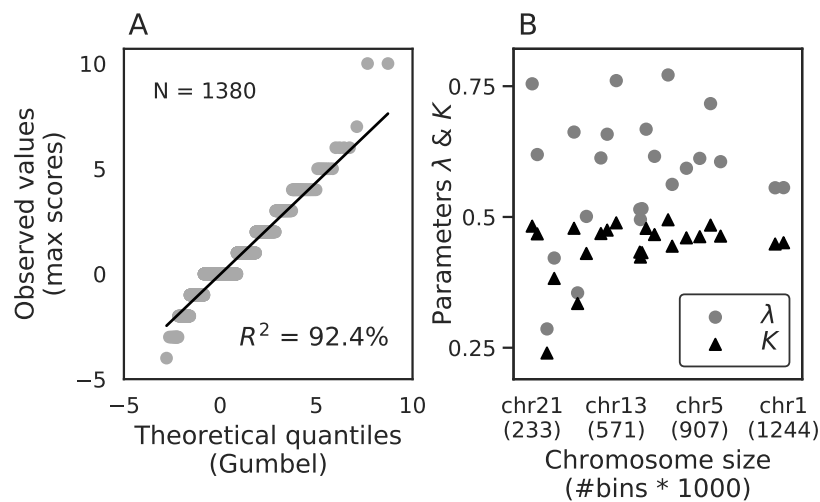 A
N = 1380
R² = 92.4%
10
5
0
−5
−5 0 5 10
Observed values
(max scores)
Theoretical quantiles
(Gumbel)
B
0.75
0.5
0.25
Parameters λ & K
λ
K
chr21 chr13 chr5 chr1
(233) (571) (907) (1244)
Chromosome size
(#bins * 1000)